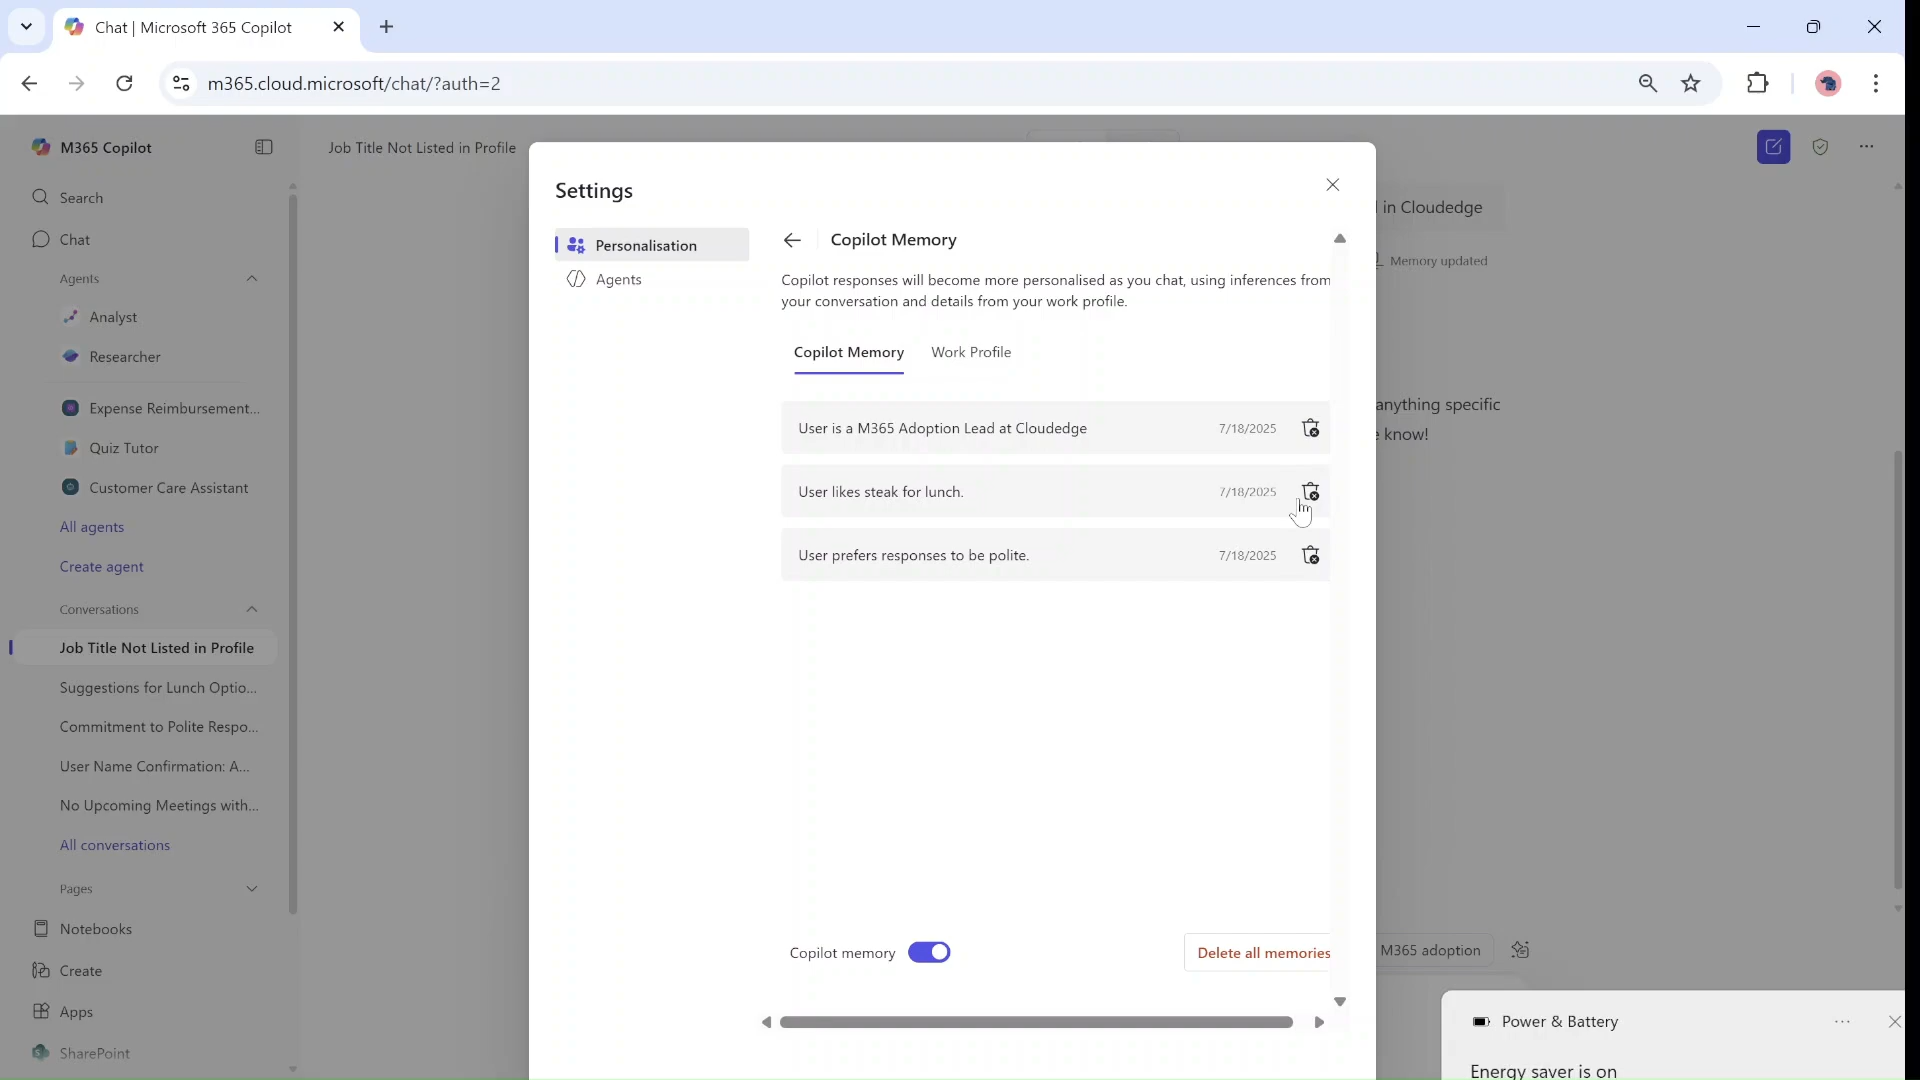 Chat | Microsoft 365 Copilot
m365.cloud.microsoft/chat/?auth=2
M365 Copilot
Search
Chat
Agents
Analyst
Researcher
Expense Reimbursement...
Quiz Tutor
Customer Care Assistant
All agents
Create agent
Conversations
Job Title Not Listed in Profile
Suggestions for Lunch Optio...
Commitment to Polite Respo...
User Name Confirmation: A...
No Upcoming Meetings with...
All conversations
Pages
Notebooks
Create
Apps
SharePoint
Job Title Not Listed in Profile
Settings
Personalisation
Agents
Copilot Memory
Copilot responses will become more personalised as you chat, using inferences from
your conversation and details from your work profile.
Copilot Memory Work Profile
User is a M365 Adoption Lead at Cloudedge 7/18/2025
User likes steak for lunch. 7/18/2025
User prefers responses to be polite. 7/18/2025
Copilot memory
Delete all memories
in Cloudedge
Memory updated
anything specific
know!
M365 adoption
Power & Battery
Energy saver is on